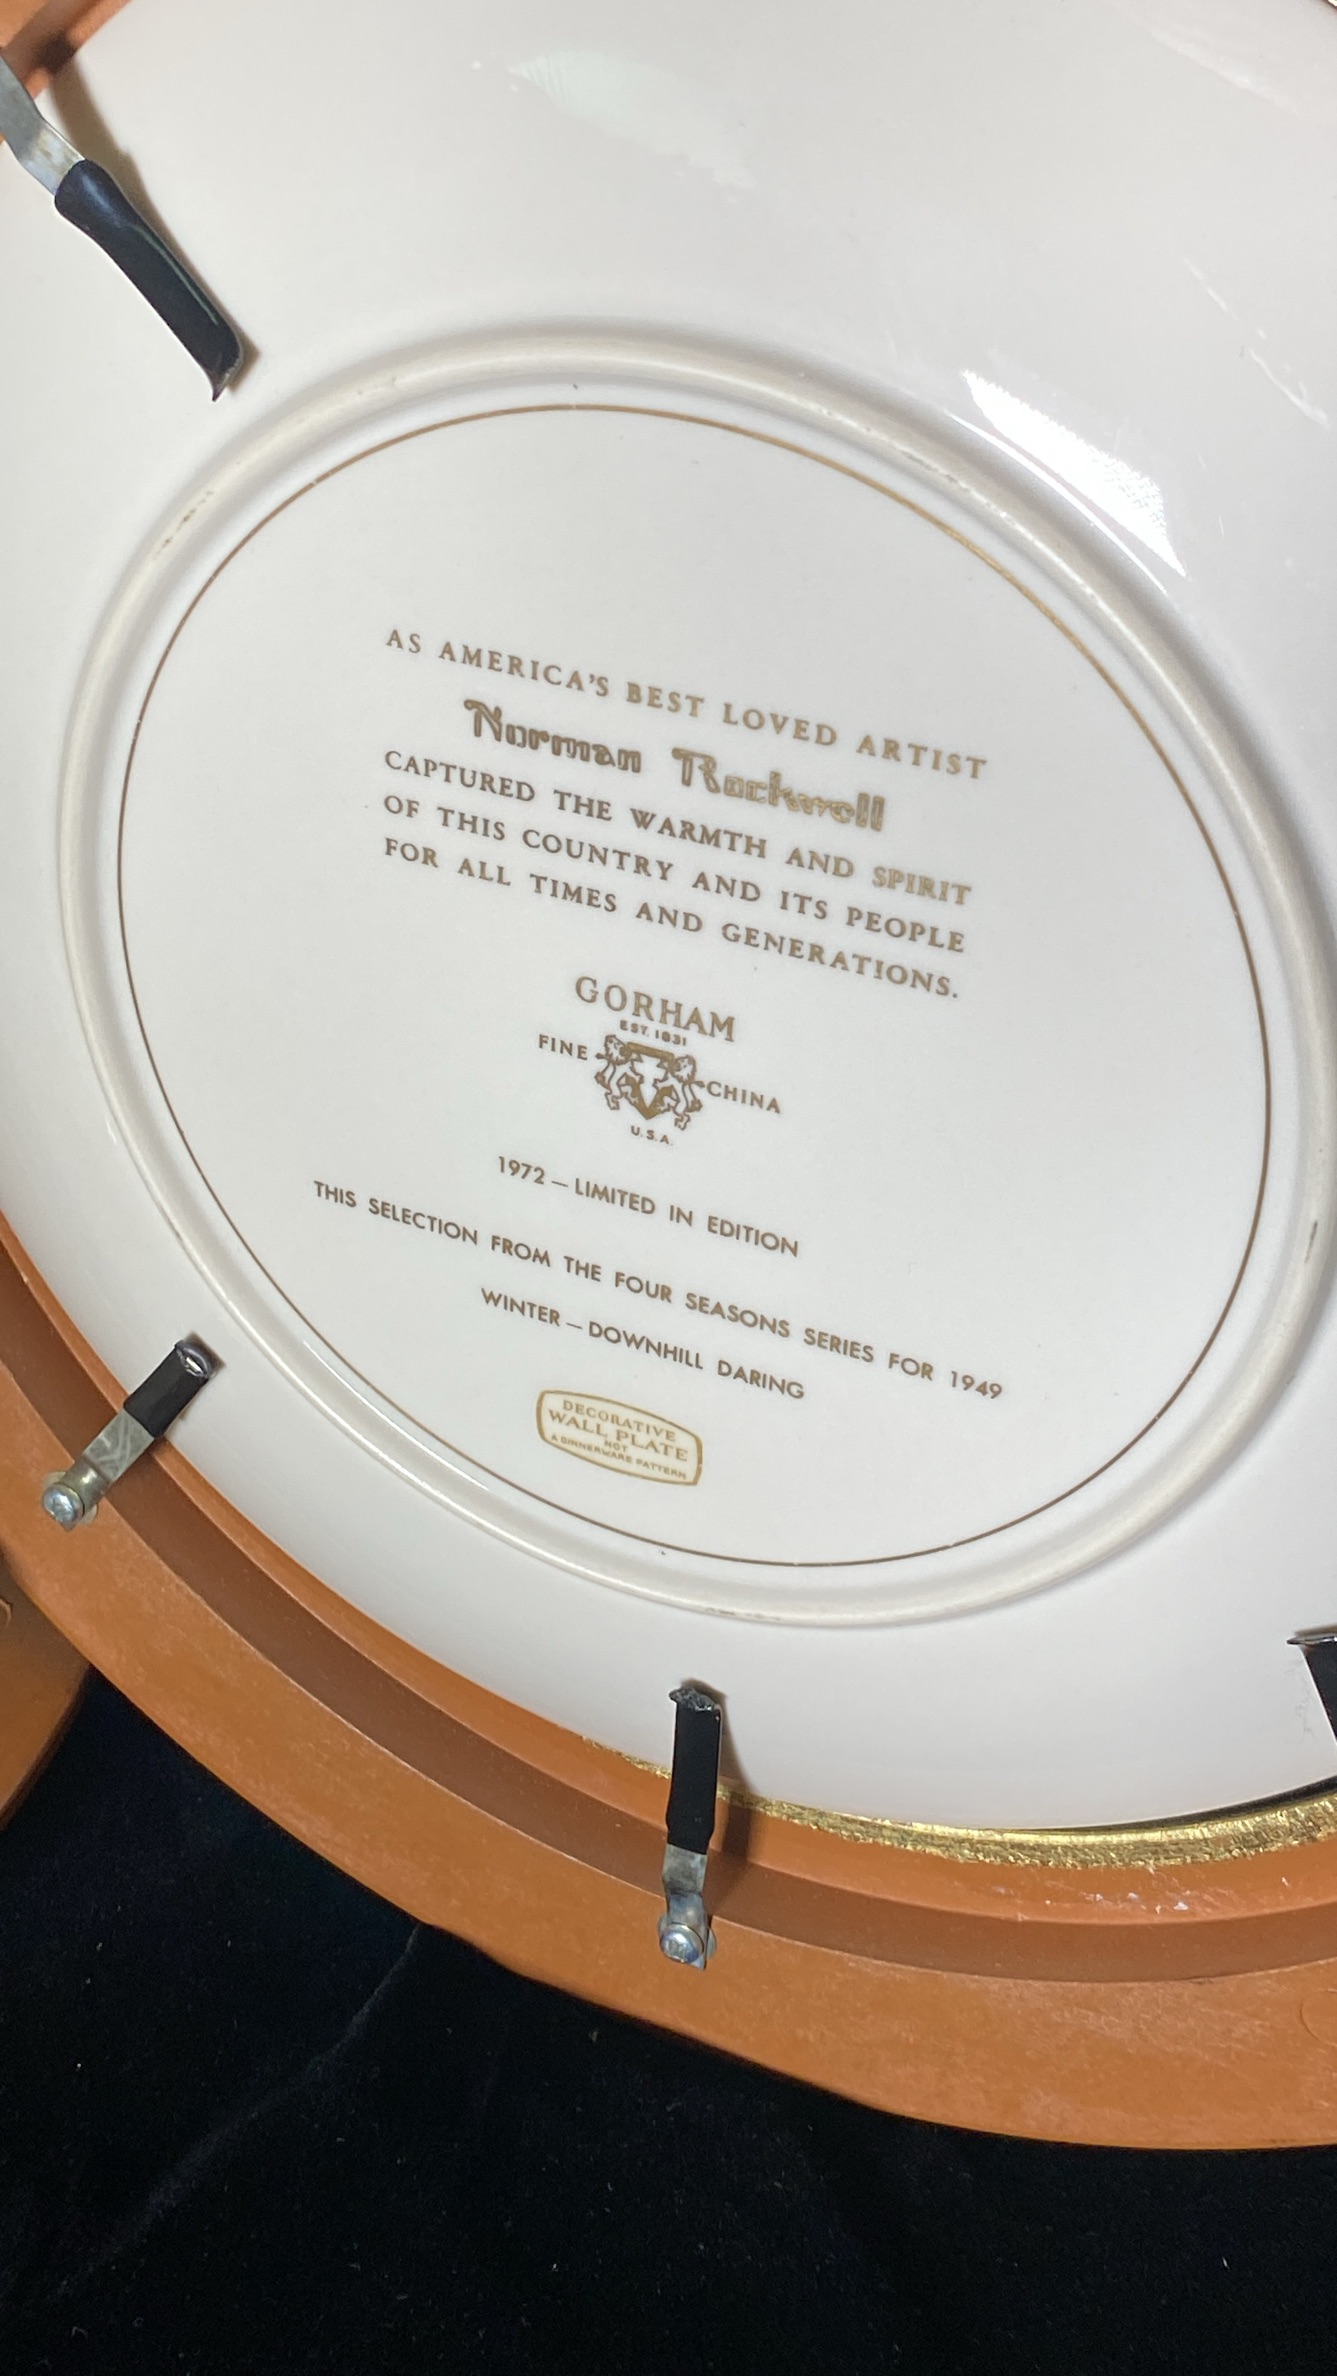 AS AMERICA'S BEST LOVED ARTIST
Norman Rockwell
CAPTURED THE WARMTH AND SPIRIT
OF THIS COUNTRY AND ITS PEOPLE
FOR ALL TIMES AND GENERATIONS.
GORHAM
EST. 1831
FINE CHINA
U.S.A.
1972 — LIMITED IN EDITION
THIS SELECTION FROM THE FOUR SEASONS SERIES FOR 1949
WINTER — DOWNHILL DARING
DECORATIVE
WALL PLATE
NOT
A DINNERWARE PATTERN